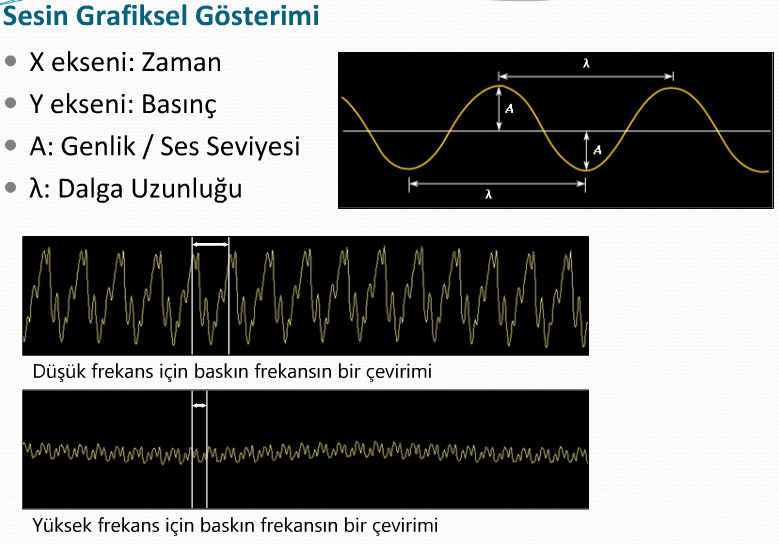 Sesin Grafiksel Gösterimi
• X ekseni: Zaman
• Y ekseni: Basınç
• A: Genlik / Ses Seviyesi
• λ: Dalga Uzunluğu
λ
A
A
λ
Düşük frekans için baskın frekansın bir çevirimi
Yüksek frekans için baskın frekansın bir çevirimi